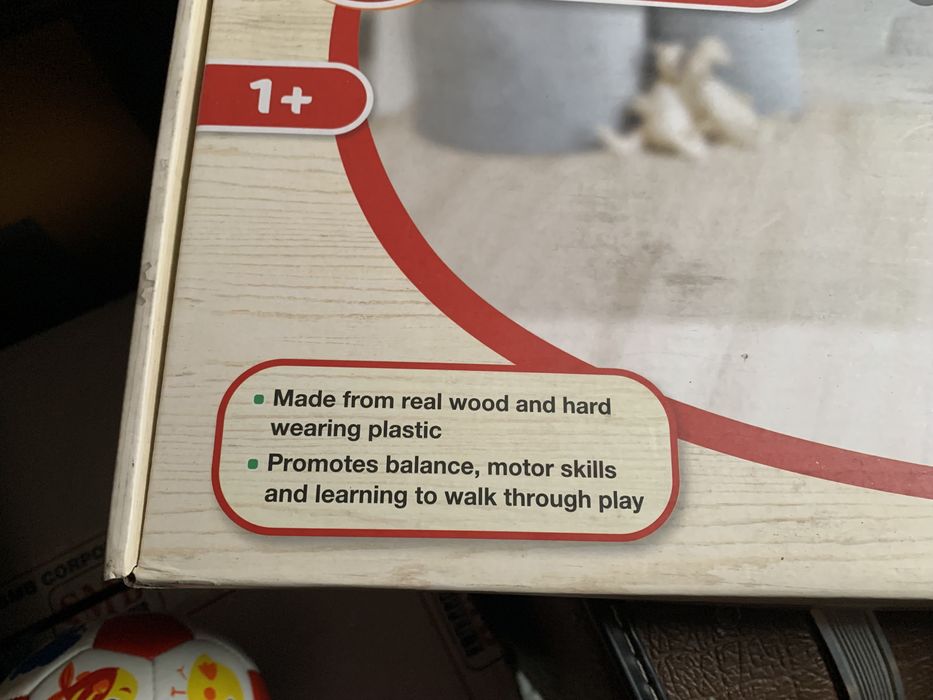 1+
Made from real wood and hard
wearing plastic
Promotes balance, motor skills
and learning to walk through play